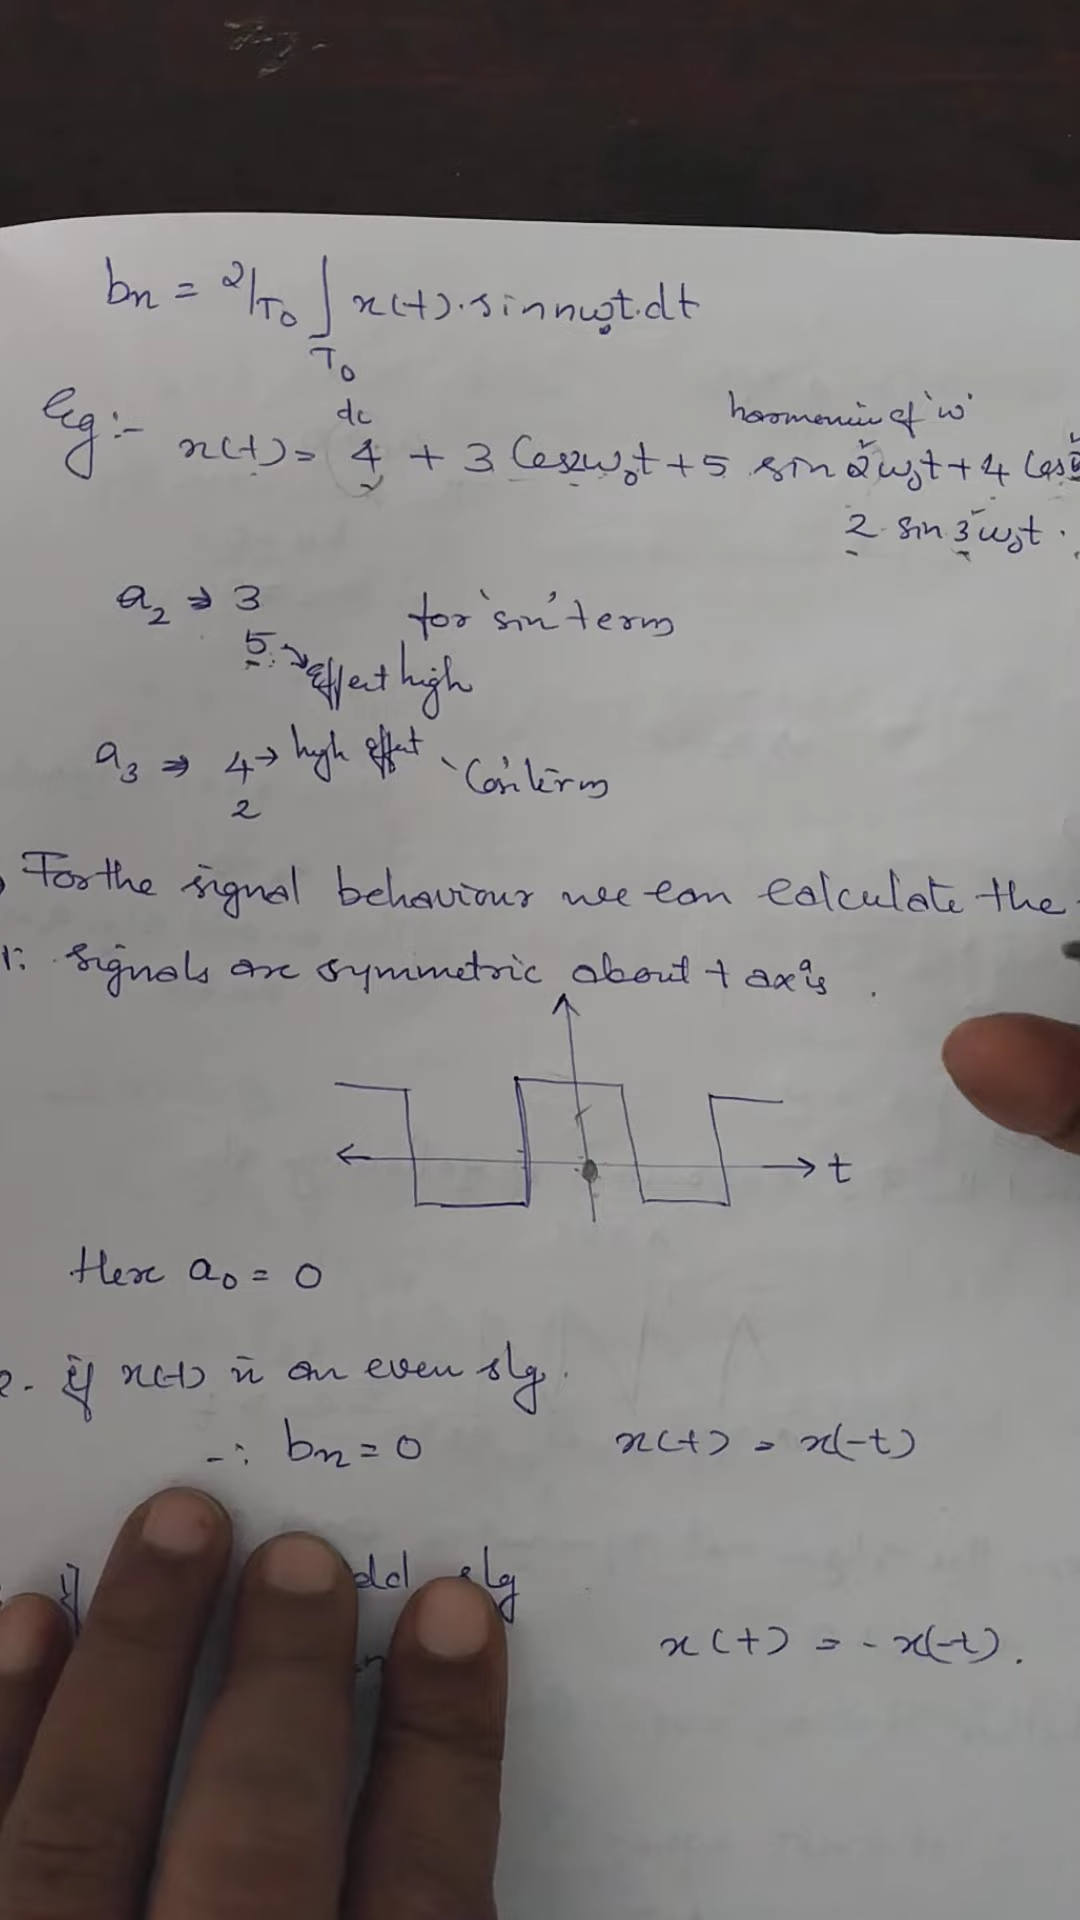 bn = 2/T0 ∫T0 x(t).sin nω0t.dt
dc harmonic of 'ω'
Eg:- x(t) = 4 + 3 Cos2ω0t + 5 sin 2ω0t + 4 Cos
2 sin 3ω0t.
a2 ⇒ 3 for 'sin' term
5 → Effect high
a3 ⇒ 4 → high effect 'Cos' term
2
For the signal behaviour we can calculate the
1: Signals are symmetric about t axis.
t
Here a0 = 0
2. if x(t) is an even sig.
∴ bn = 0 x(t) = x(-t)
if dd sig
n x(t) = - x(-t).